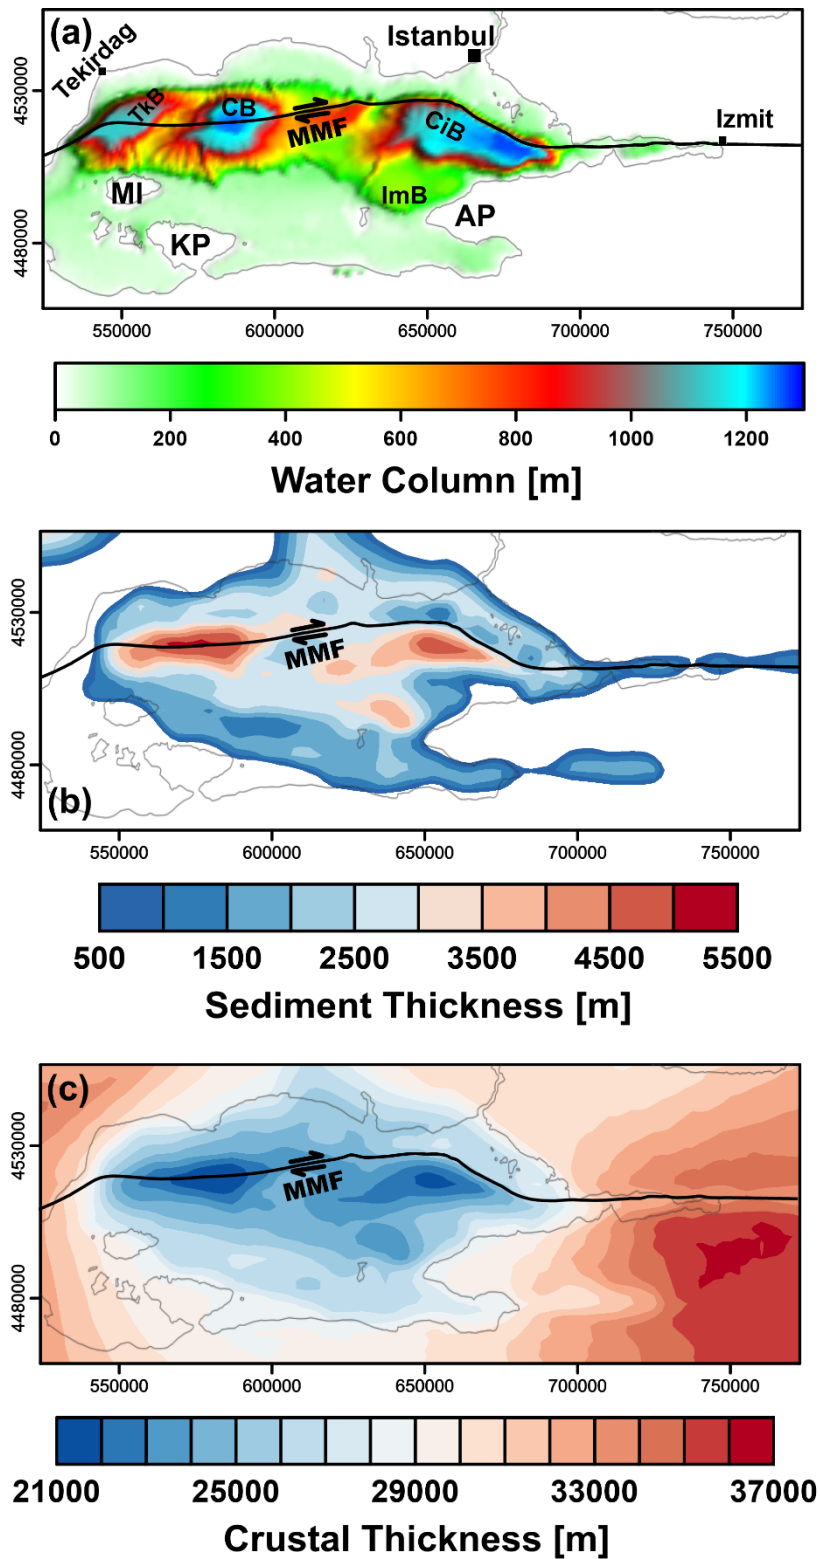 (a)
Istanbul
Tekirdag
4530000
TkB
CB
MMF
CiB
Izmit
MI
ImB
AP
KP
4480000
550000 600000 650000 700000 750000
0 200 400 600 800 1000 1200
Water Column [m]
4530000
MMF
4480000
(b)
550000 600000 650000 700000 750000
500 1500 2500 3500 4500 5500
Sediment Thickness [m]
(c)
4530000
MMF
4480000
550000 600000 650000 700000 750000
21000 25000 29000 33000 37000
Crustal Thickness [m]